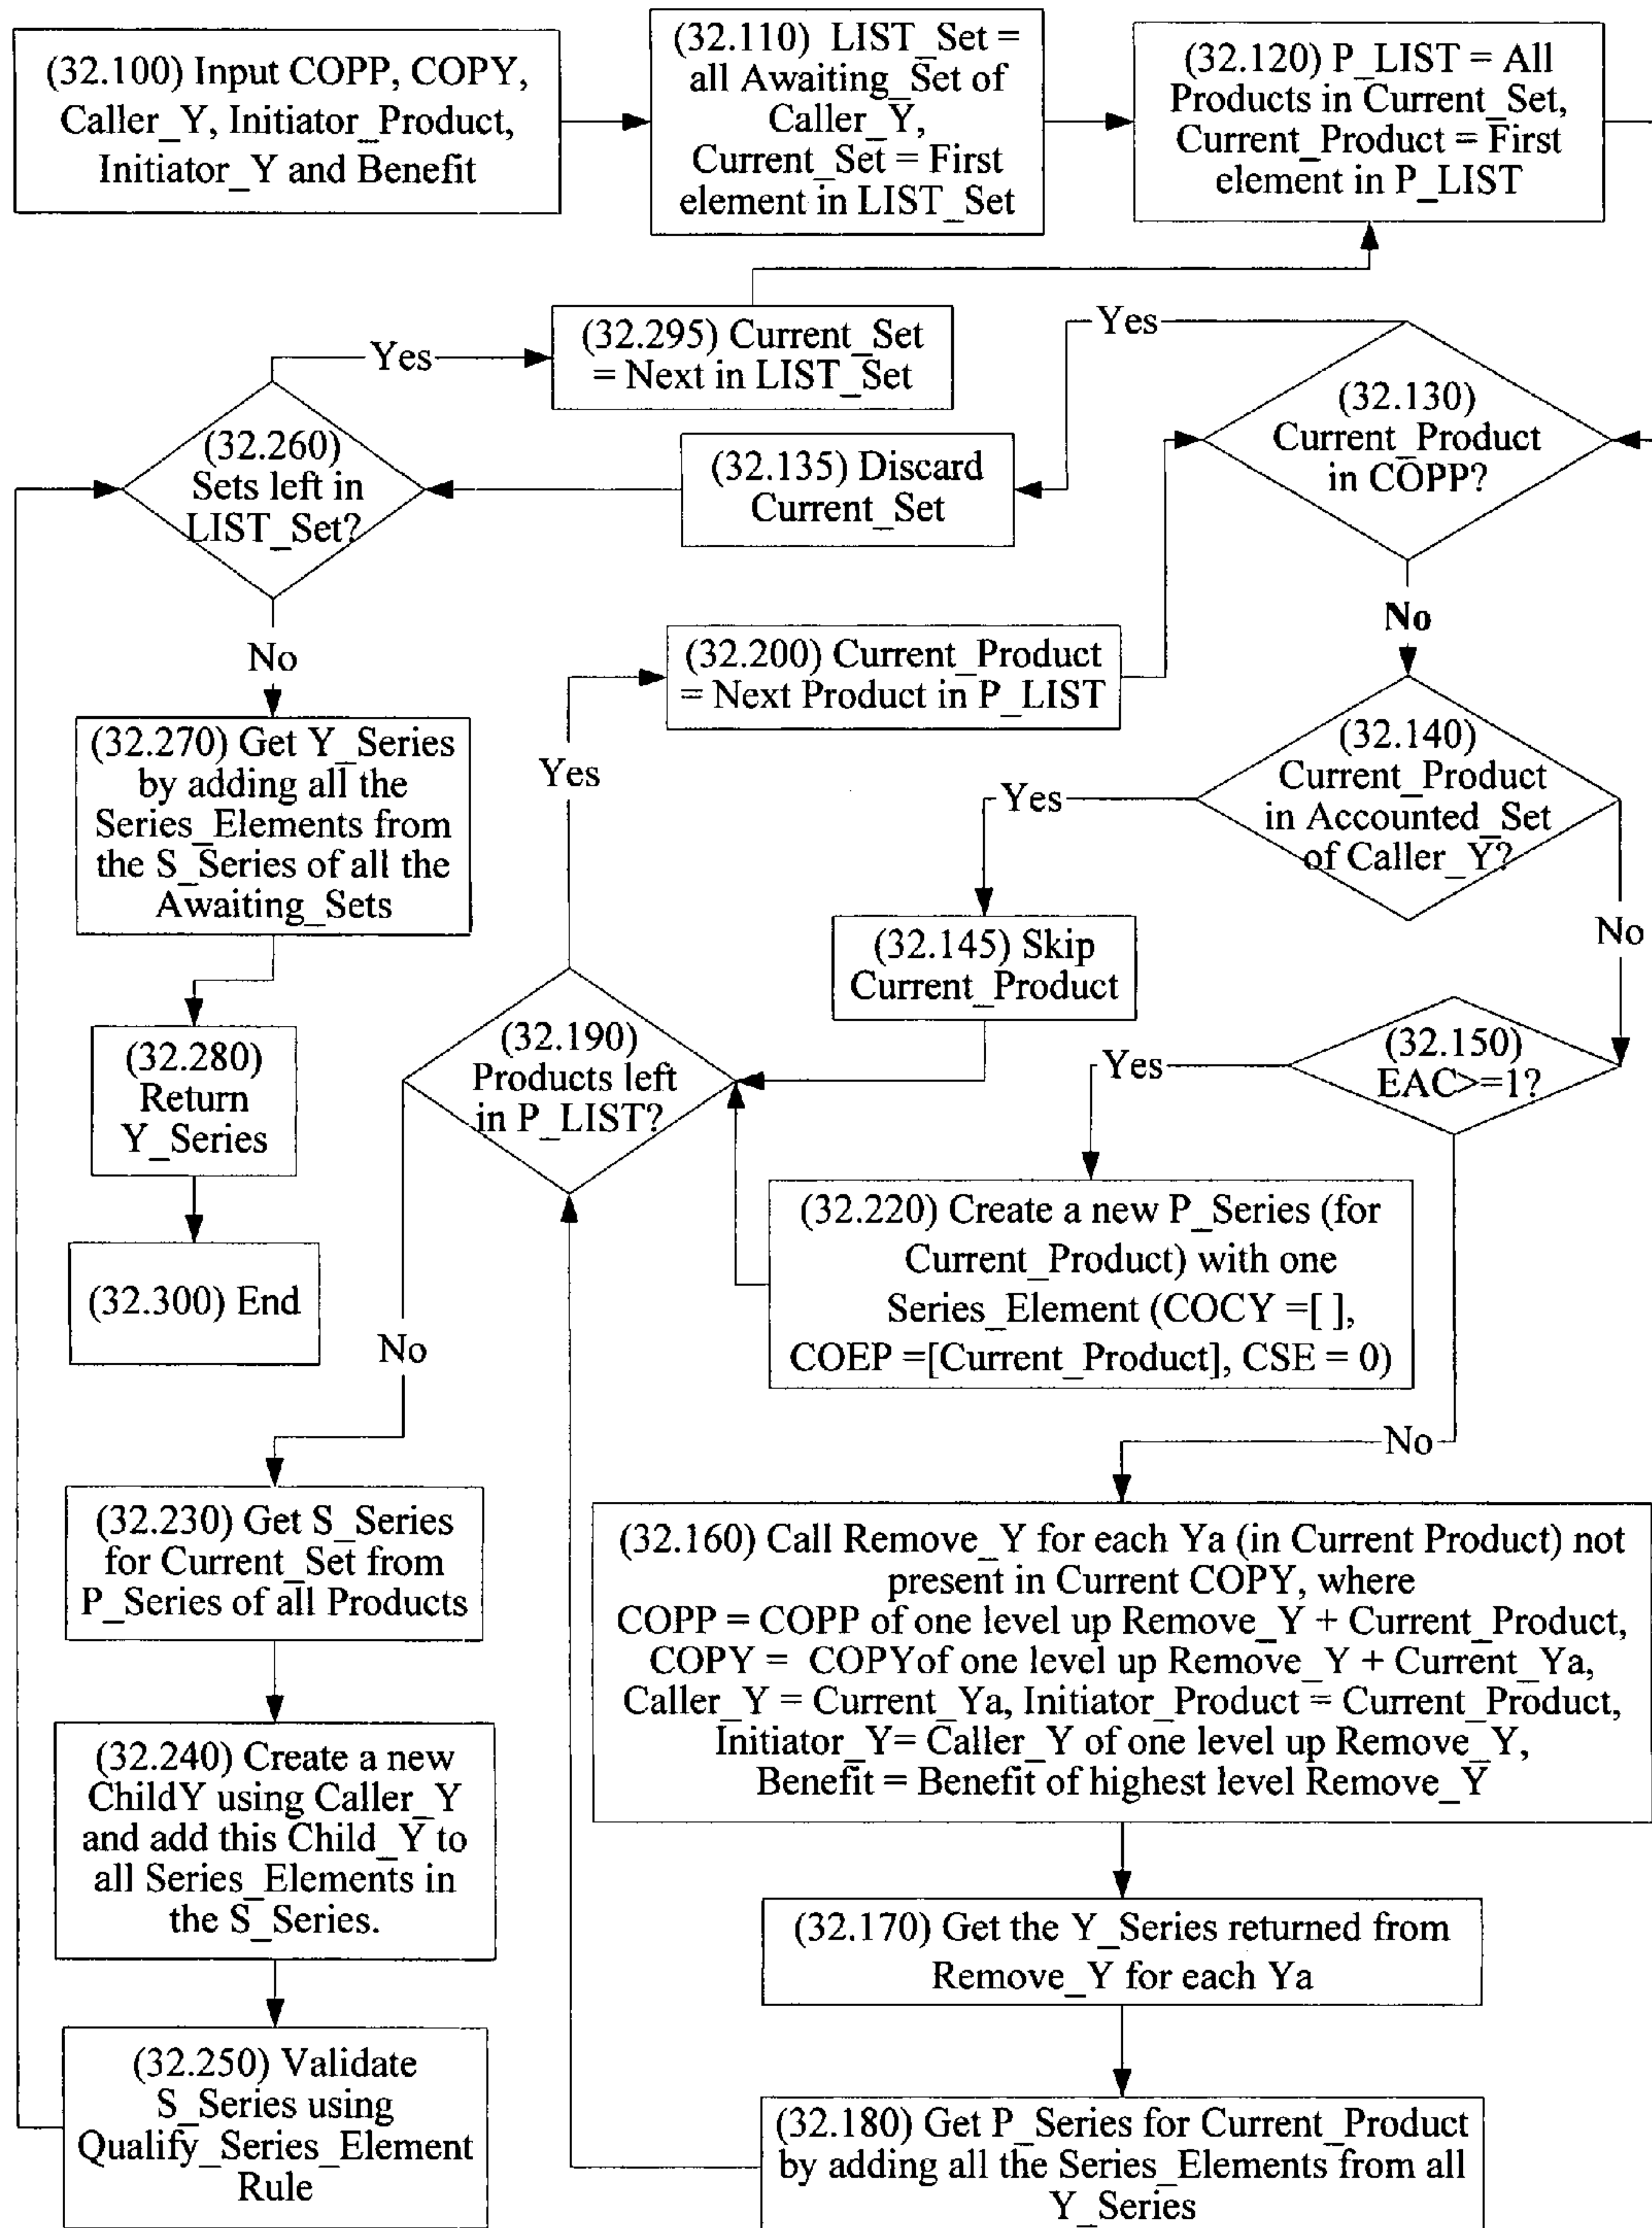 (32.100) Input COPP, COPY,
Caller_Y, Initiator_Product,
Initiator_Y and Benefit
(32.110) LIST_Set =
all Awaiting_Set of
Caller_Y,
Current_Set = First
element in LIST_Set
(32.120) P_LIST = All
Products in Current_Set,
Current_Product = First
element in P_LIST
(32.295) Current_Set
= Next in LIST_Set
Yes
Yes
(32.130)
Current_Product
in COPP?
(32.260)
Sets left in
LIST_Set?
(32.135) Discard
Current_Set
No
No
(32.200) Current_Product
= Next Product in P_LIST
(32.270) Get Y_Series
by adding all the
Series_Elements from
the S_Series of all the
Awaiting_Sets
Yes
(32.140)
Current_Product
in Accounted_Set
of Caller_Y?
Yes
No
(32.145) Skip
Current_Product
(32.280)
Return
Y_Series
(32.190)
Products left
in P_LIST?
Yes
(32.150)
EAC>=1?
(32.220) Create a new P_Series (for
Current_Product) with one
Series_Element (COCY =[ ],
COEP =[Current_Product], CSE = 0)
(32.300) End
No
No
(32.230) Get S_Series
for Current_Set from
P_Series of all Products
(32.160) Call Remove_Y for each Ya (in Current Product) not
present in Current COPY, where
COPP = COPP of one level up Remove_Y + Current_Product,
COPY = COPYof one level up Remove_Y + Current_Ya,
Caller_Y = Current_Ya, Initiator_Product = Current_Product,
Initiator_Y= Caller_Y of one level up Remove_Y,
Benefit = Benefit of highest level Remove_Y
(32.240) Create a new
ChildY using Caller_Y
and add this Child_Y to
all Series_Elements in
the S_Series.
(32.170) Get the Y_Series returned from
Remove_Y for each Ya
(32.250) Validate
S_Series using
Qualify_Series_Element
Rule
(32.180) Get P_Series for Current_Product
by adding all the Series_Elements from all
Y_Series